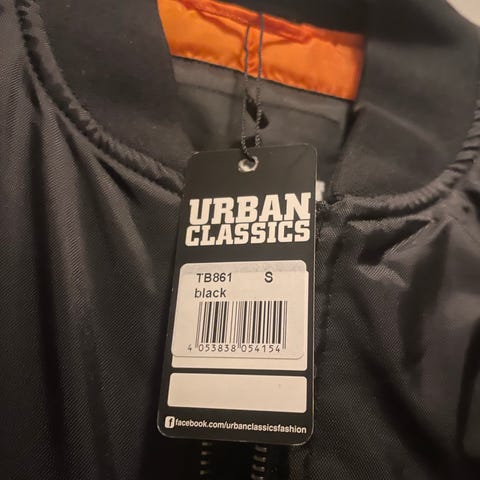 URBAN
CLASSICS
TB861 S
black
4 053838 054154
facebook.com/urbanclassicsfashion